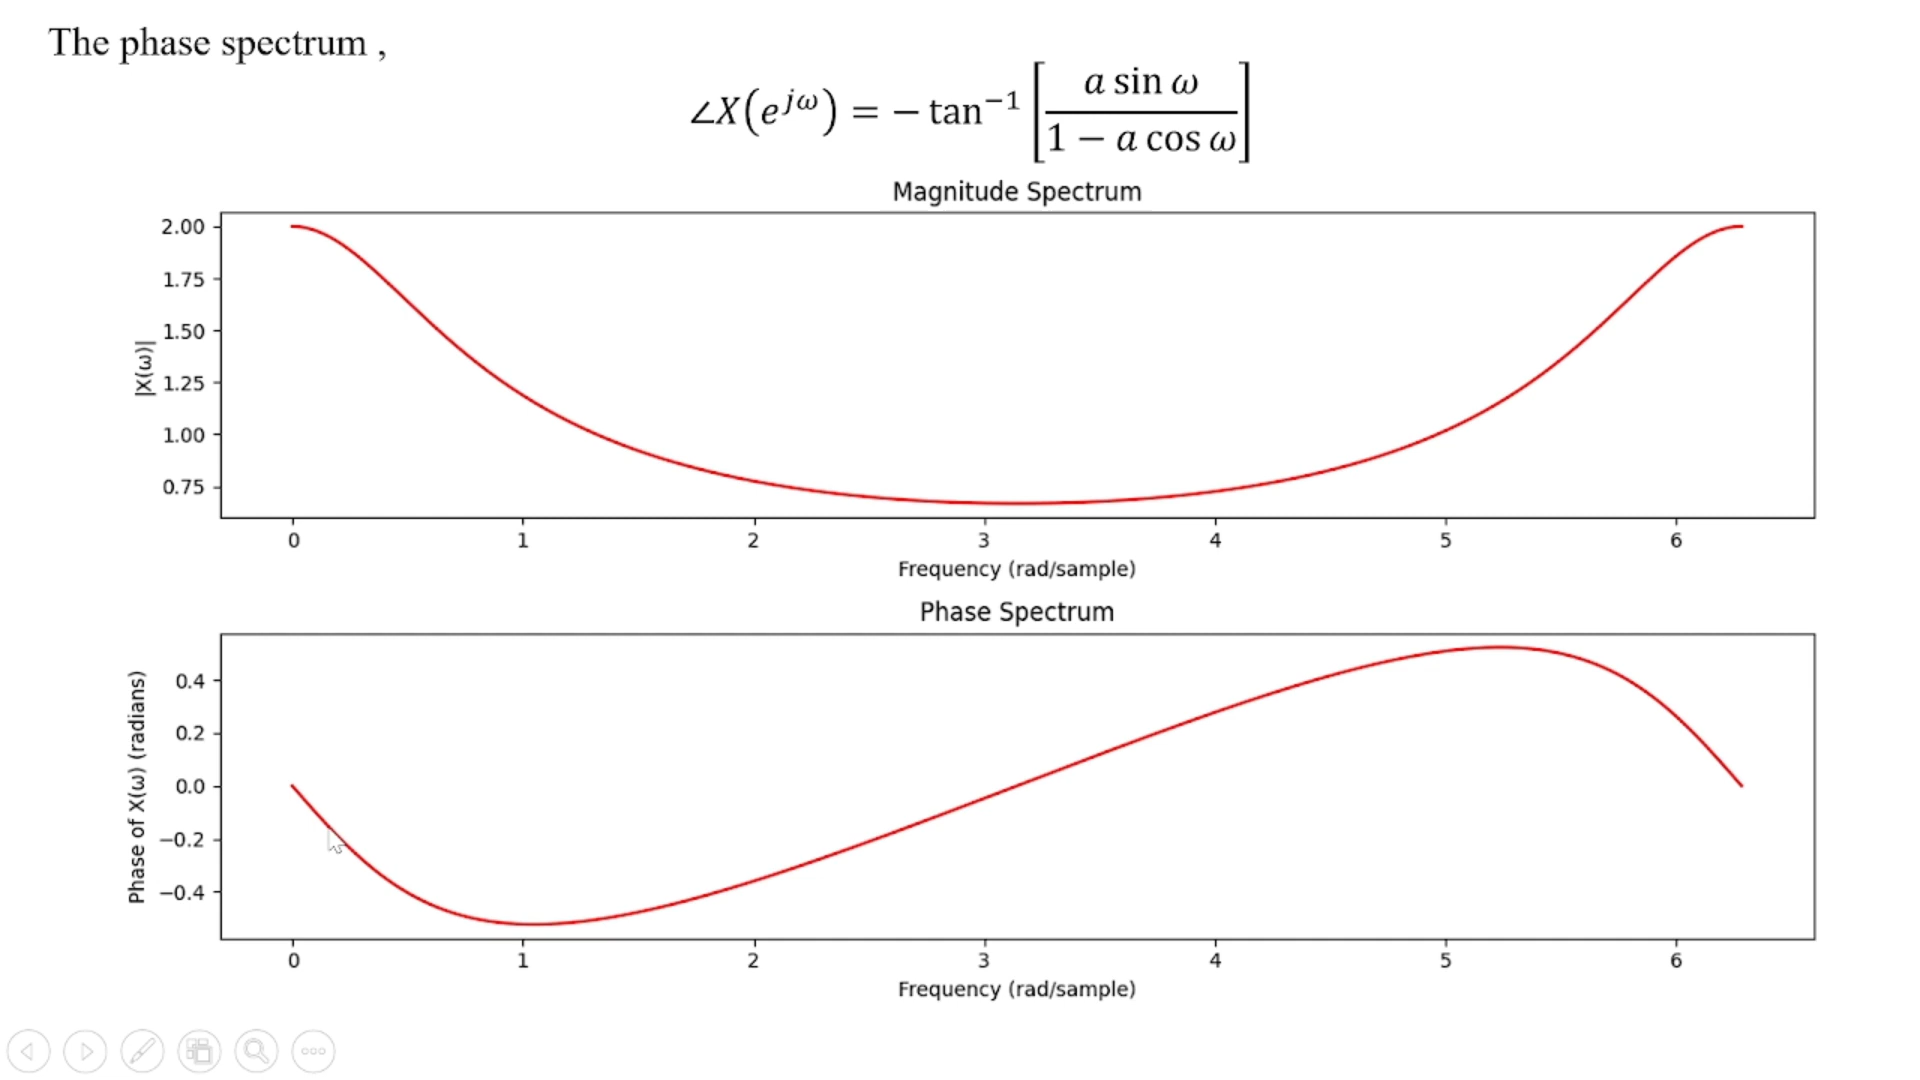 The phase spectrum ,
∠X(e^{jω}) = − tan⁻¹ [ a sin ω / 1 − a cos ω ]
Magnitude Spectrum
|X(ω)|
2.00
1.75
1.50
1.25
1.00
0.75
0 1 2 3 4 5 6
Frequency (rad/sample)
Phase Spectrum
Phase of X(ω) (radians)
0.4
0.2
0.0
−0.2
−0.4
0 1 2 3 4 5 6
Frequency (rad/sample)